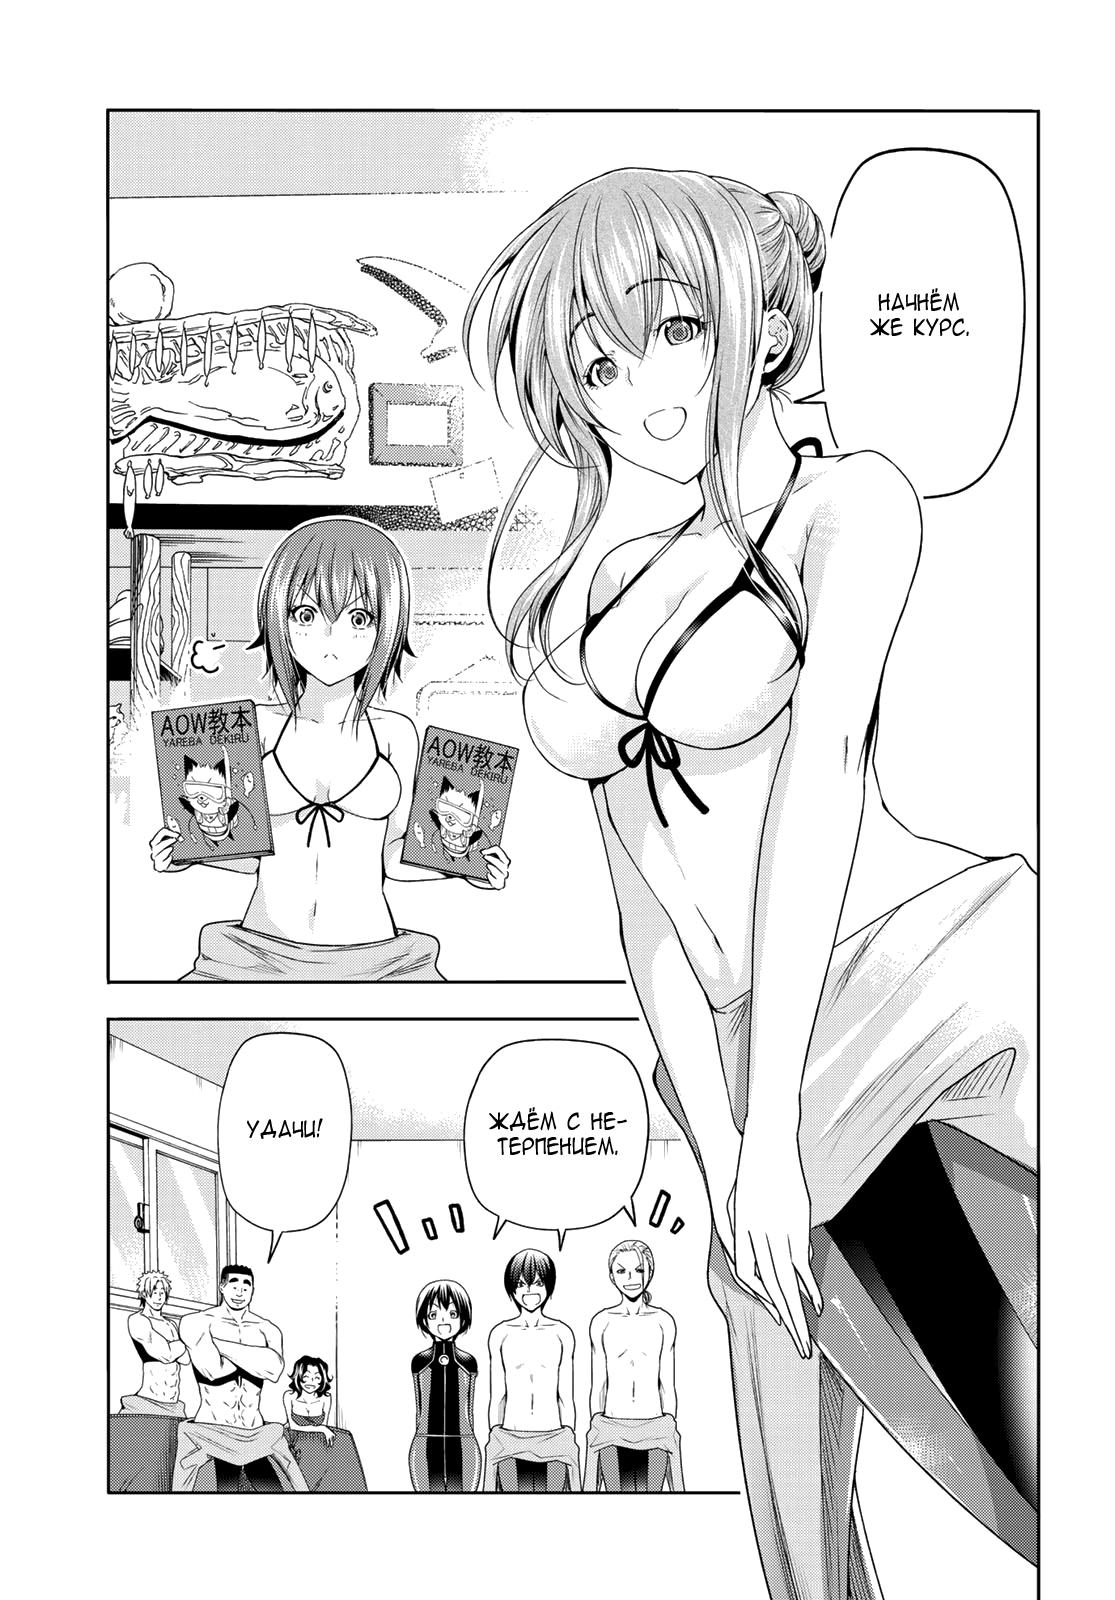 НАЧНЁМ
ЖЕ КУРС.
AOW教本
YAREBA DEKIRU
AOW教本
YAREBA DEKIRU
УДАЧИ!
ЖДЁМ С НЕ-
ТЕРПЕНИЕМ.